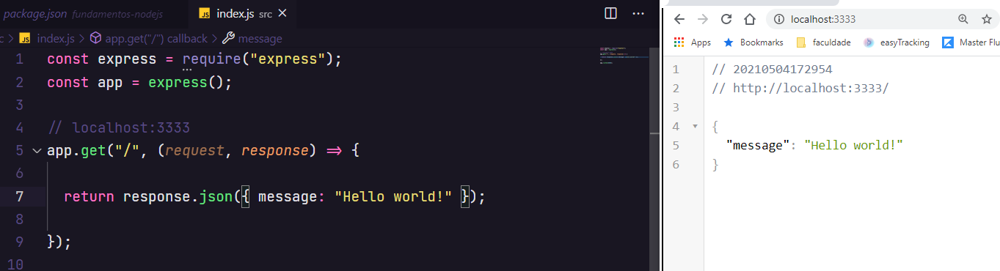 package.json fundamentos-nodejs
JS index.js src
c > JS index.js > app.get("/") callback > message
1 const express = require("express");
2 const app = express();
3
4 // localhost:3333
5 app.get("/", (request, response) => {
6
7 return response.json({ message: "Hello world!" });
8
9 });
10
localhost:3333
Apps Bookmarks faculdade easyTracking Master Flu
1 // 20210504172954
2 // http://localhost:3333/
3
4 {
5 "message": "Hello world!"
6 }